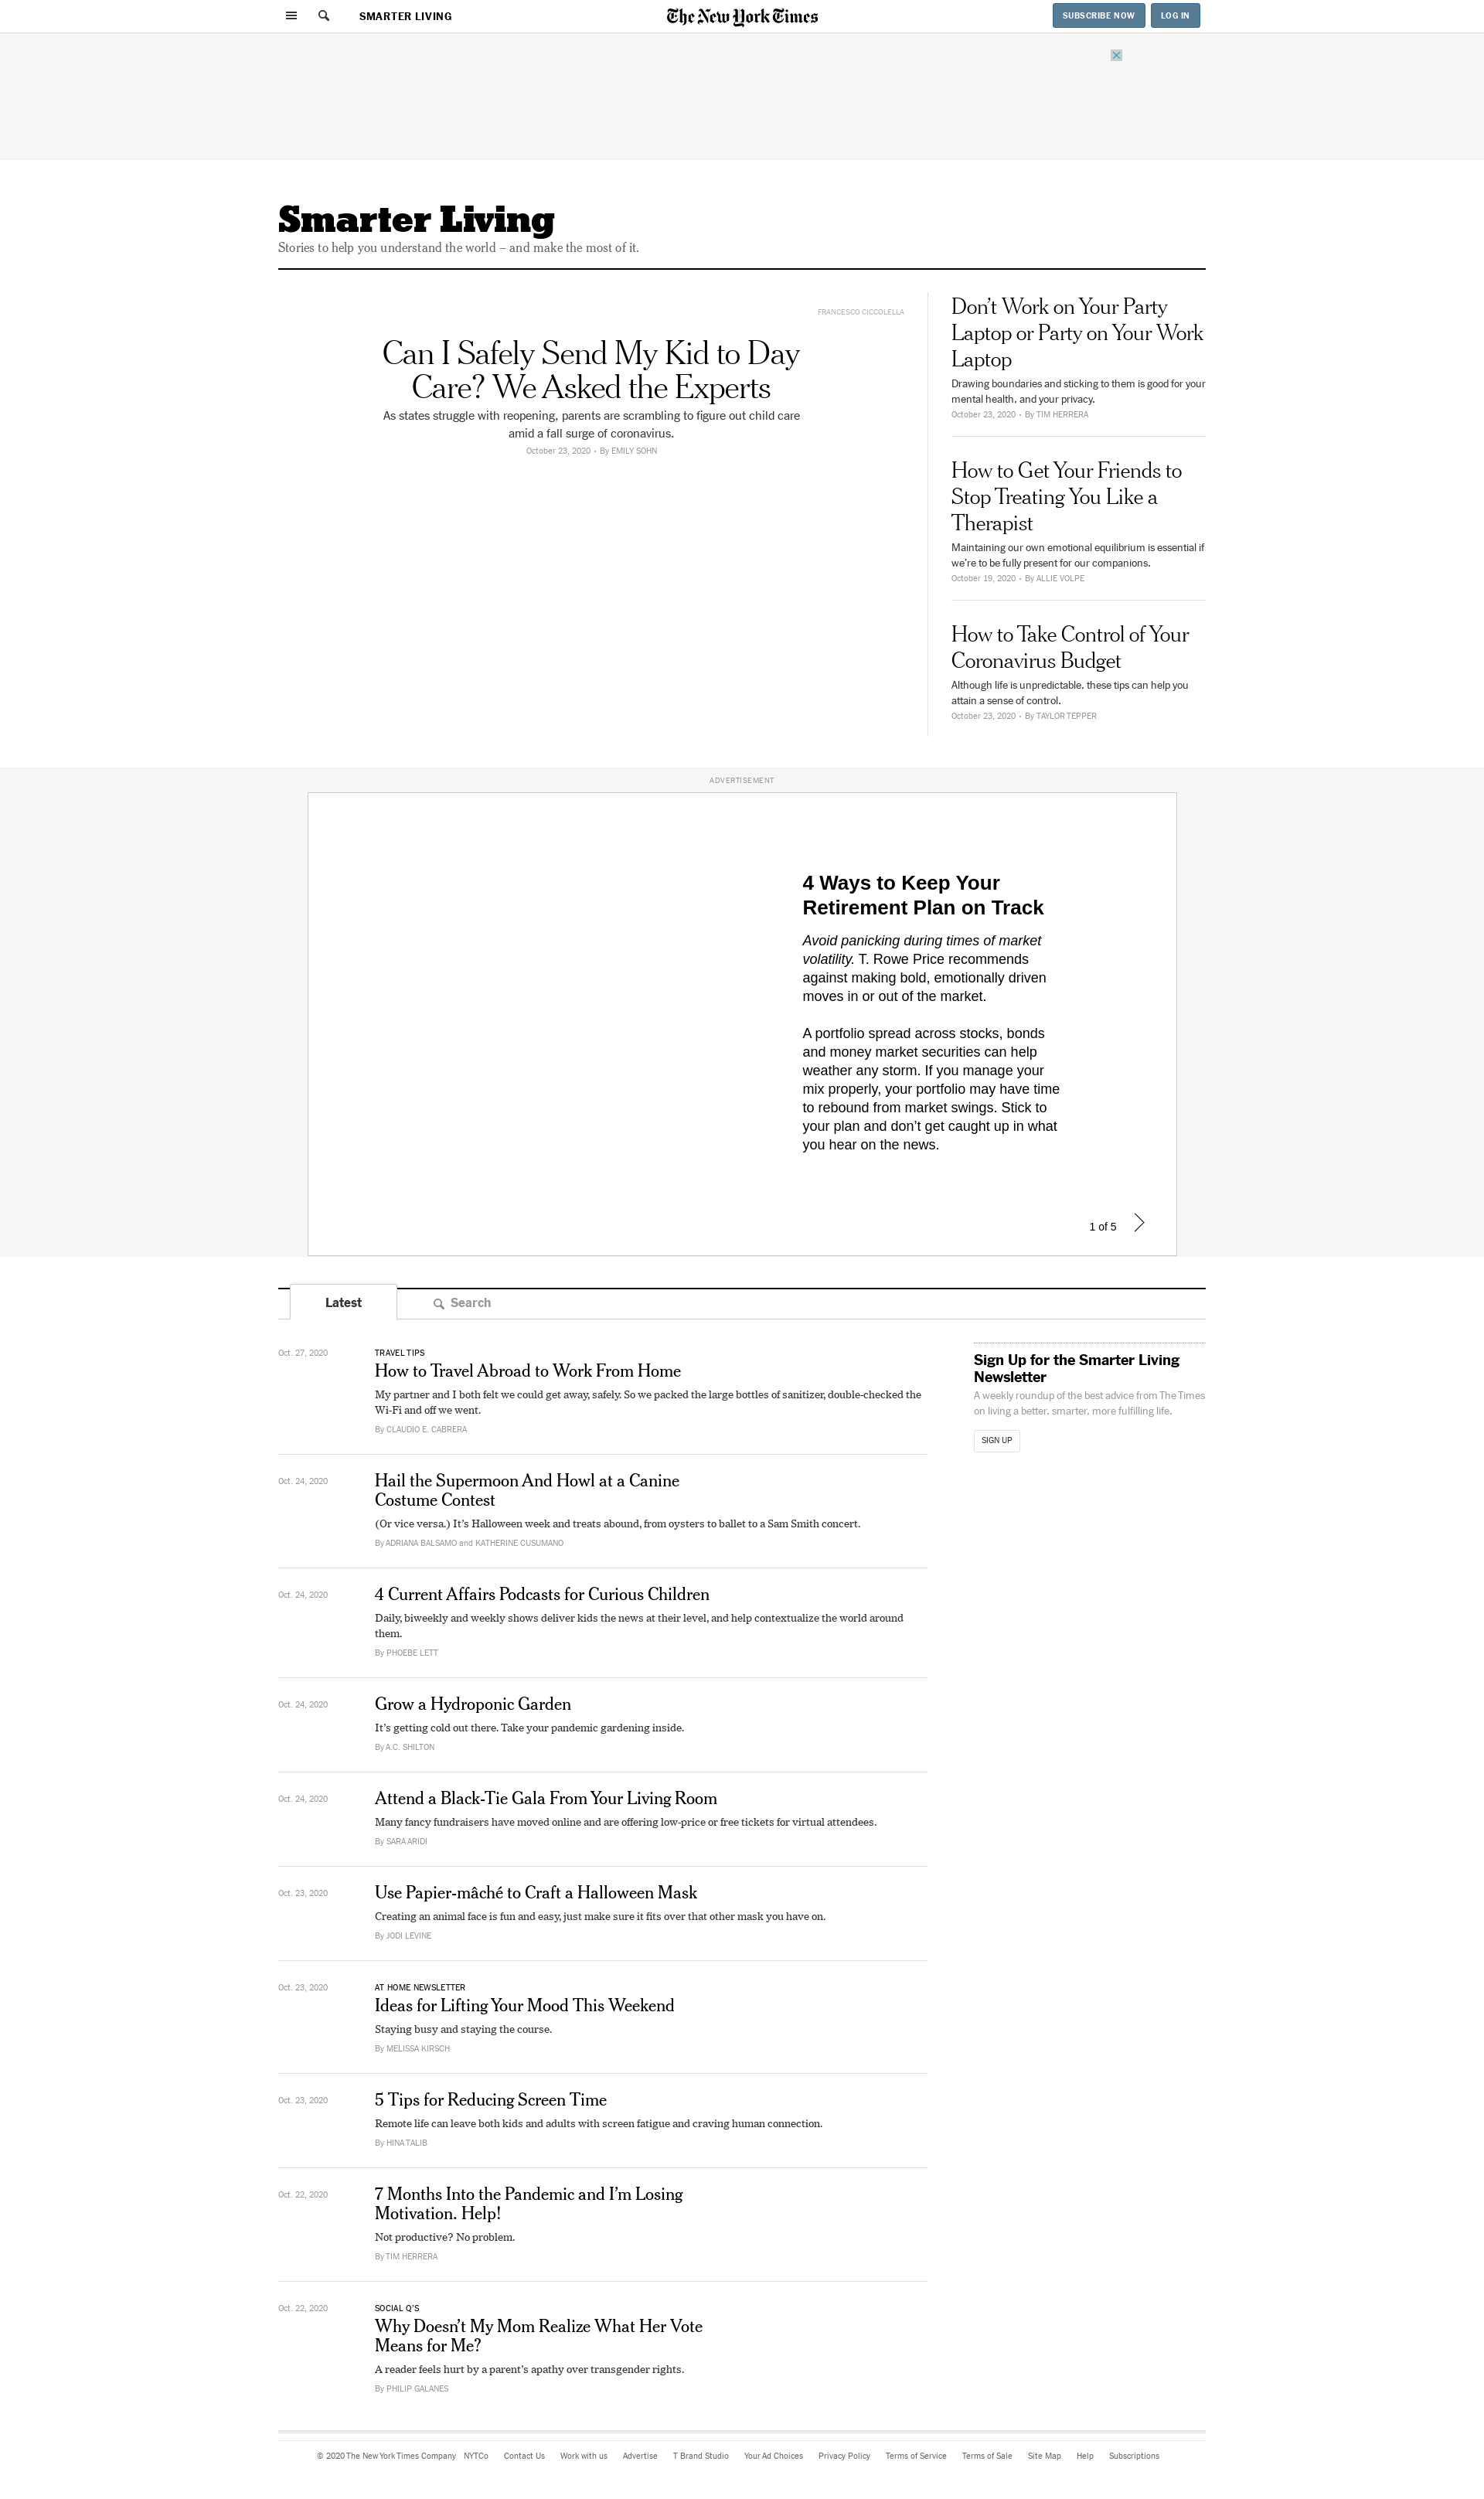 SMARTER LIVING
The New York Times
SUBSCRIBE NOW
LOG IN
Smarter Living
Stories to help you understand the world – and make the most of it.
FRANCESCO CICCOLELLA
Can I Safely Send My Kid to Day
Care? We Asked the Experts
As states struggle with reopening, parents are scrambling to figure out child care
amid a fall surge of coronavirus.
October 23, 2020 - By EMILY SOHN
Don’t Work on Your Party
Laptop or Party on Your Work
Laptop
Drawing boundaries and sticking to them is good for your
mental health, and your privacy.
October 23, 2020 - By TIM HERRERA
How to Get Your Friends to
Stop Treating You Like a
Therapist
Maintaining our own emotional equilibrium is essential if
we’re to be fully present for our companions.
October 19, 2020 - By ALLIE VOLPE
How to Take Control of Your
Coronavirus Budget
Although life is unpredictable, these tips can help you
attain a sense of control.
October 23, 2020 - By TAYLOR TEPPER
ADVERTISEMENT
4 Ways to Keep Your
Retirement Plan on Track
Avoid panicking during times of market
volatility. T. Rowe Price recommends
against making bold, emotionally driven
moves in or out of the market.
A portfolio spread across stocks, bonds
and money market securities can help
weather any storm. If you manage your
mix properly, your portfolio may have time
to rebound from market swings. Stick to
your plan and don’t get caught up in what
you hear on the news.
1 of 5
Latest
Search
Oct. 27, 2020
TRAVEL TIPS
How to Travel Abroad to Work From Home
My partner and I both felt we could get away, safely. So we packed the large bottles of sanitizer, double-checked the
Wi-Fi and off we went.
By CLAUDIO E. CABRERA
Oct. 24, 2020
Hail the Supermoon And Howl at a Canine
Costume Contest
(Or vice versa.) It’s Halloween week and treats abound, from oysters to ballet to a Sam Smith concert.
By ADRIANA BALSAMO and KATHERINE CUSUMANO
Oct. 24, 2020
4 Current Affairs Podcasts for Curious Children
Daily, biweekly and weekly shows deliver kids the news at their level, and help contextualize the world around
them.
By PHOEBE LETT
Oct. 24, 2020
Grow a Hydroponic Garden
It’s getting cold out there. Take your pandemic gardening inside.
By A.C. SHILTON
Oct. 24, 2020
Attend a Black-Tie Gala From Your Living Room
Many fancy fundraisers have moved online and are offering low-price or free tickets for virtual attendees.
By SARA ARIDI
Oct. 23, 2020
Use Papier-mâché to Craft a Halloween Mask
Creating an animal face is fun and easy, just make sure it fits over that other mask you have on.
By JODI LEVINE
Oct. 23, 2020
AT HOME NEWSLETTER
Ideas for Lifting Your Mood This Weekend
Staying busy and staying the course.
By MELISSA KIRSCH
Oct. 23, 2020
5 Tips for Reducing Screen Time
Remote life can leave both kids and adults with screen fatigue and craving human connection.
By HINA TALIB
Oct. 22, 2020
7 Months Into the Pandemic and I’m Losing
Motivation. Help!
Not productive? No problem.
By TIM HERRERA
Oct. 22, 2020
SOCIAL Q’S
Why Doesn’t My Mom Realize What Her Vote
Means for Me?
A reader feels hurt by a parent’s apathy over transgender rights.
By PHILIP GALANES
Sign Up for the Smarter Living
Newsletter
A weekly roundup of the best advice from The Times
on living a better, smarter, more fulfilling life.
SIGN UP
© 2020 The New York Times Company NYTCo Contact Us Work with us Advertise T Brand Studio Your Ad Choices Privacy Policy Terms of Service Terms of Sale Site Map Help Subscriptions